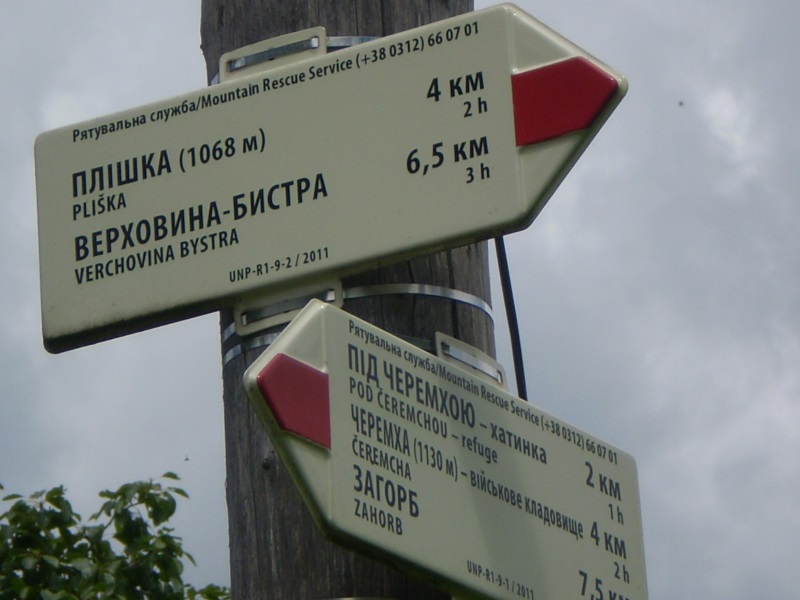 Рятувальна служба/Mountain Rescue Service (+38 0312) 66 07 01
ПЛІШКА (1068 м) 4 КМ
PLIŠKA 2 h
ВЕРХОВИНА-БИСТРА 6,5 КМ
VERCHOVINA BYSTRA 3 h
UNP-R1-9-2 / 2011
Рятувальна служба/Mountain Rescue Service (+38 0312) 66 07 01
ПІД ЧЕРЕМХОЮ – хатинка 2 КМ
POD ČEREMCHOU – refuge 1 h
ЧЕРЕМХА (1130 м) – військове кладовище 4 КМ
ČEREMCHA 2 h
ЗАГОРБ 7,5 КМ
ZAHORB
UNP-R1-9-1 / 2011